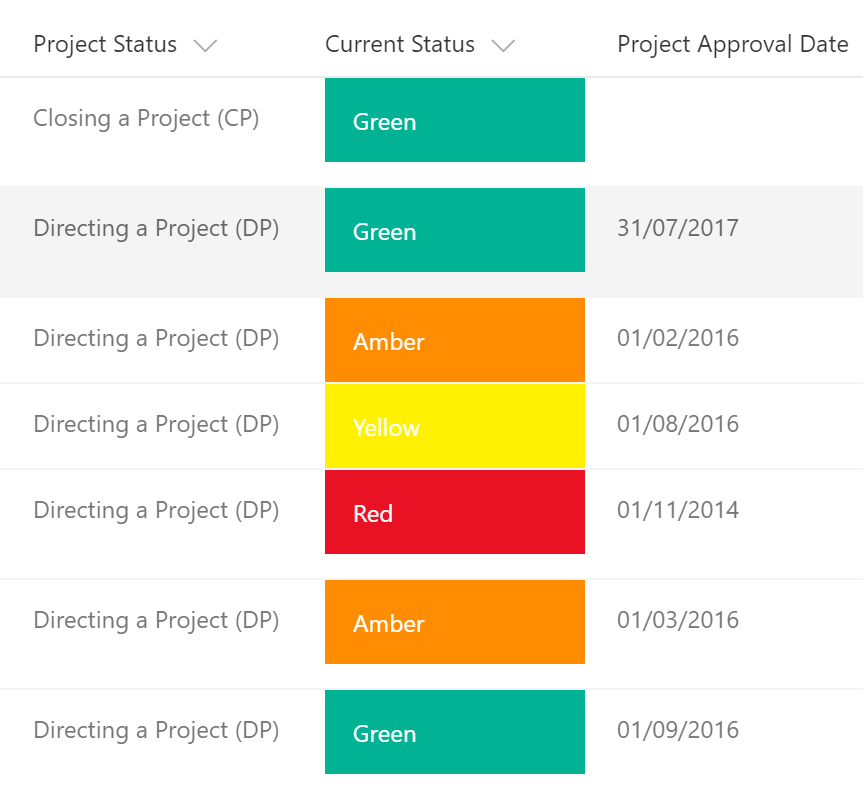 Project Status Current Status Project Approval Date
Closing a Project (CP) Green
Directing a Project (DP) Green 31/07/2017
Directing a Project (DP) Amber 01/02/2016
Directing a Project (DP) Yellow 01/08/2016
Directing a Project (DP) Red 01/11/2014
Directing a Project (DP) Amber 01/03/2016
Directing a Project (DP) Green 01/09/2016